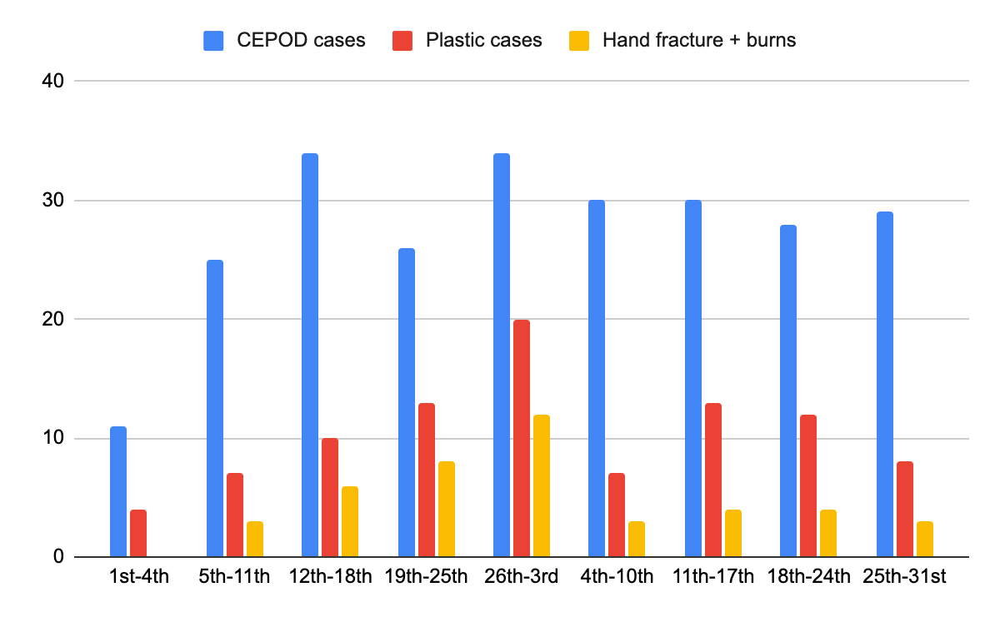 CEPOD cases Plastic cases Hand fracture + burns
40
30
20
10
0
1st-4th 5th-11th 12th-18th 19th-25th 26th-3rd 4th-10th 11th-17th 18th-24th 25th-31st